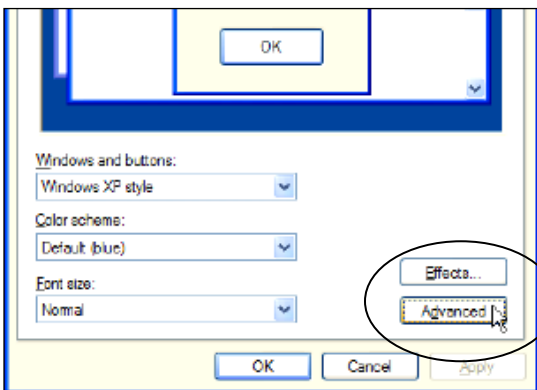 OK
Windows and buttons:
Windows XP style
Color scheme:
Default (blue)
Effects...
Font size:
Normal
Advanced
OK Cancel Apply